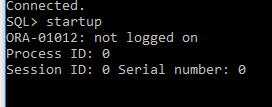 Connected.
SQL> startup
ORA-01012: not logged on
Process ID: 0
Session ID: 0 Serial number: 0